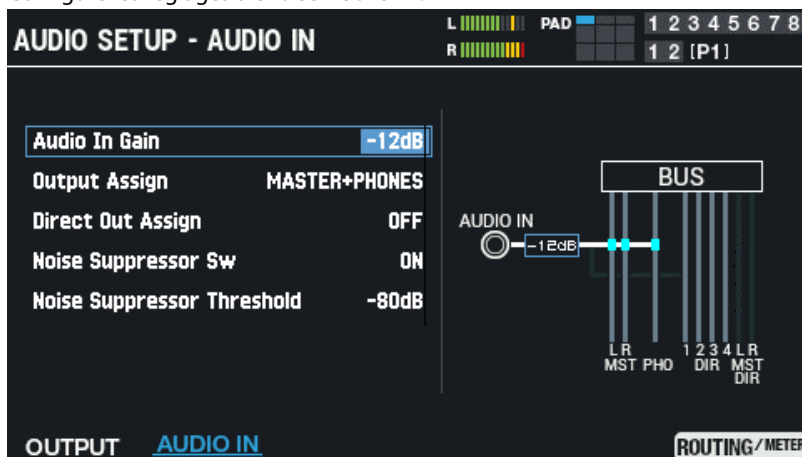 AUDIO SETUP - AUDIO IN
L
R
PAD
1 2 3 4 5 6 7 8
1 2 [P1]
Audio In Gain -12dB
Output Assign MASTER+PHONES
Direct Out Assign OFF
Noise Suppressor Sw ON
Noise Suppressor Threshold -80dB
BUS
AUDIO IN
-12dB
L R 1 2 3 4 L R
MST PHO DIR MST
DIR
OUTPUT AUDIO IN
ROUTING/METER